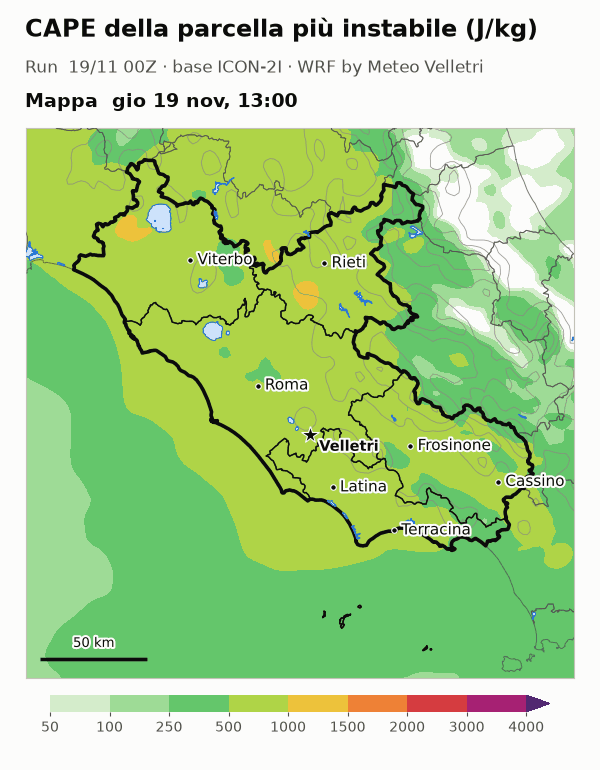 CAPE della parcella più instabile (J/kg)
Run 19/11 00Z · base ICON-2I · WRF by Meteo Velletri
Mappa gio 19 nov, 13:00
Viterbo
Rieti
Roma
Velletri
Frosinone
Cassino
Latina
Terracina
50 km
50 100 250 500 1000 1500 2000 3000 4000